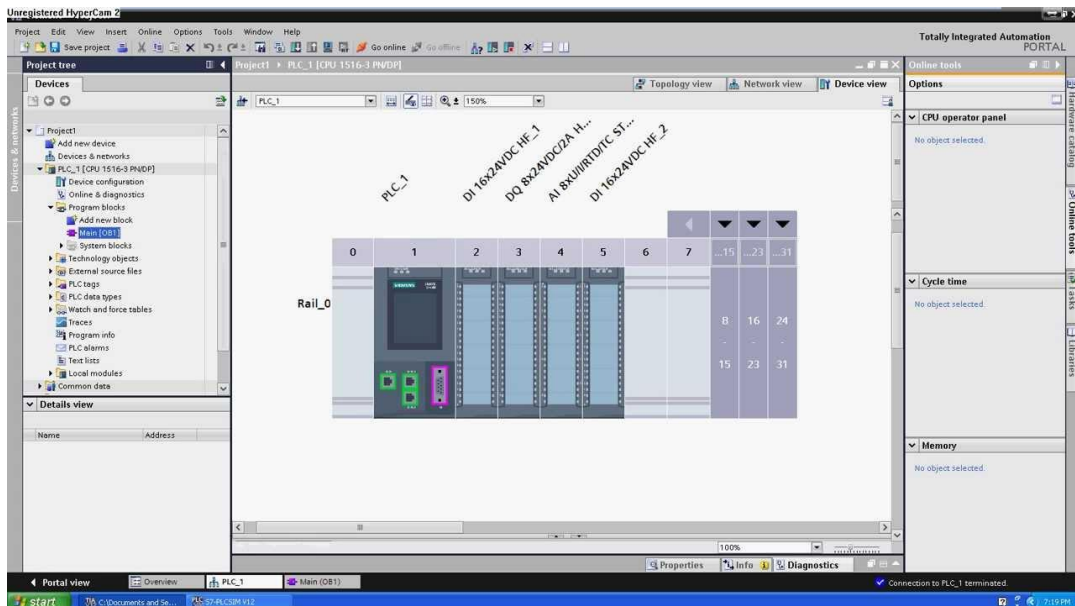 Unregistered HyperCam 2
Project Edit View Insert Online Options Tools Window Help
Save project
Go online
Go offline
Totally Integrated Automation
PORTAL
Project tree
Project1 PLC_1 [CPU 1516-3 PN/DP]
Online tools
Devices
Topology view
Network view
Device view
Options
PLC_1
150%
CPU operator panel
No object selected.
Project1
Add new device
Devices & networks
PLC_1 [CPU 1516-3 PN/DP]
Device configuration
Online & diagnostics
Program blocks
Add new block
Main [OB1]
System blocks
Technology objects
External source files
PLC tags
PLC data types
Watch and force tables
Traces
Program info
PLC alarms
Text lists
Local modules
Common data
Devices & networks
PLC_1
DI 16x24VDC HF_1
DQ 8x24VDC/2A H...
AI 8xU/I/RTD/TC ST...
DI 16x24VDC HF_2
0 1 2 3 4 5 6 7 ...15 ...23 ...31
Rail_0
SIEMENS
8 16 24
- - -
15 23 31
Cycle time
No object selected.
Memory
No object selected.
Hardware catalog
Online tools
Tasks
Libraries
Details view
Name Address
100%
Properties
Info
Diagnostics
Portal view
Overview
PLC_1
Main (OB1)
Connection to PLC_1 terminated.
start
C:\Documents and Se...
S7-PLCSIM V12
7:19 PM